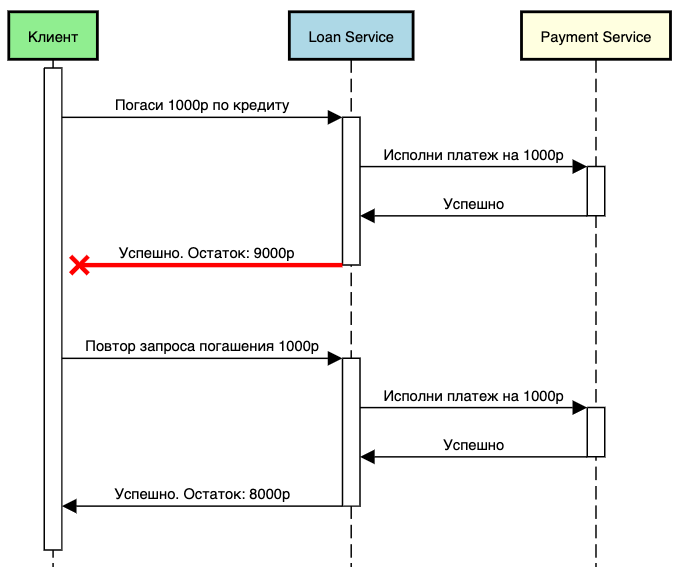 Клиент
Loan Service
Payment Service
Погаси 1000р по кредиту
Исполни платеж на 1000р
Успешно
Успешно. Остаток: 9000р
Повтор запроса погашения 1000р
Исполни платеж на 1000р
Успешно
Успешно. Остаток: 8000р